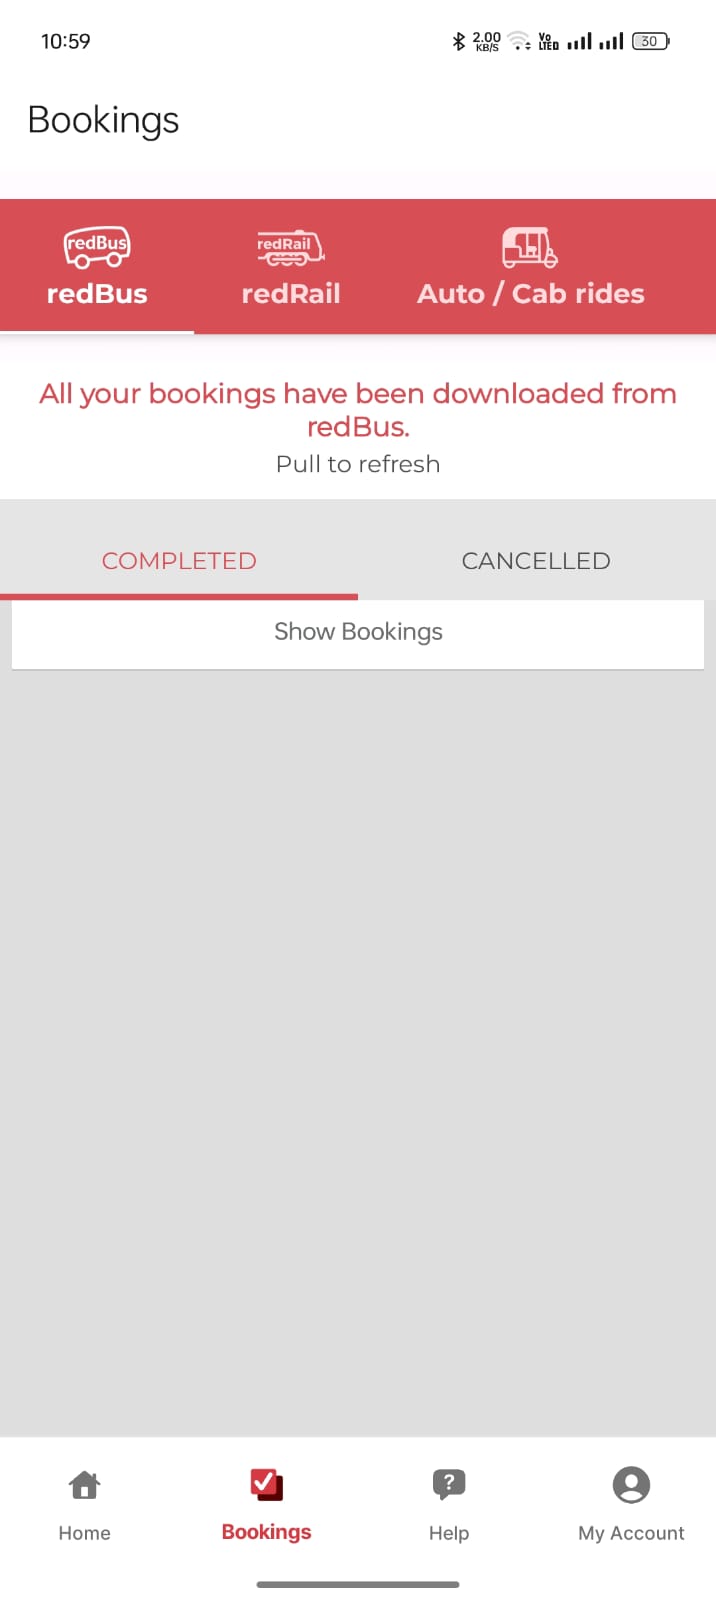 10:59
2.00 KB/S
Vo LTED
30
Bookings
redBus
redRail
redBus
redRail
Auto / Cab rides
All your bookings have been downloaded from
redBus.
Pull to refresh
COMPLETED
CANCELLED
Show Bookings
?
Home
Bookings
Help
My Account